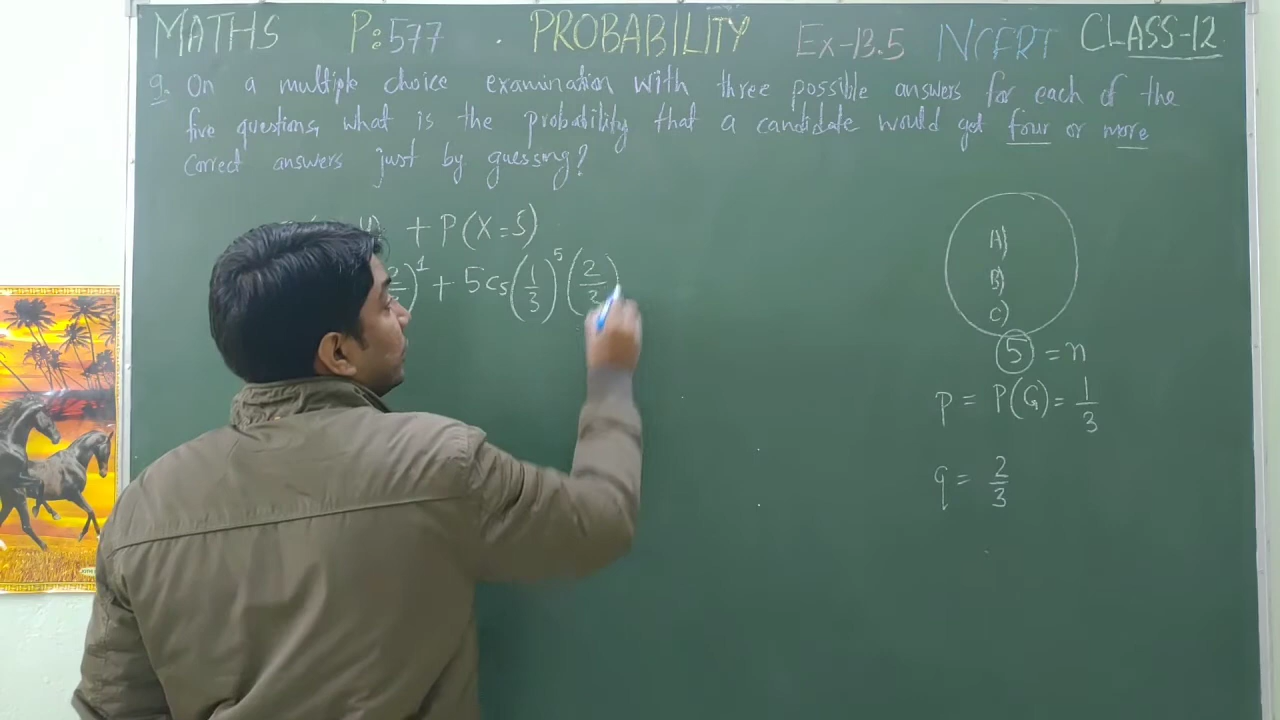 MATHS P:577 . PROBABILITY Ex-13.5 NCERT CLASS-12
9. On a multiple choice examination with three possible answers for each of the
five questions, what is the probability that a candidate would get four or more
correct answers just by guessing?
+ P(X=5)
)¹ + 5C₅(1/3)⁵(2/3)
A)
B)
C)
5 = n
p = P(G) = 1/3
q = 2/3